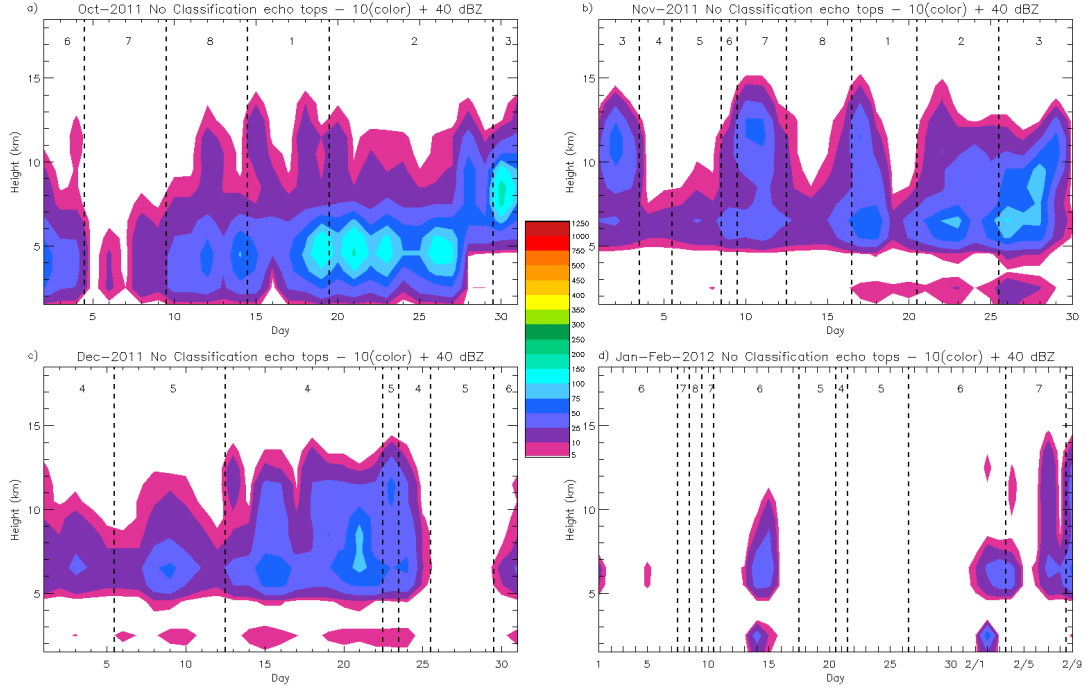 a) Oct-2011 No Classification echo tops - 10(color) + 40 dBZ
6 7 8 1 2 3
15
10
5
Height (km)
5 10 15 20 25 30
Day
b) Nov-2011 No Classification echo tops - 10(color) + 40 dBZ
3 4 5 6 7 8 1 2 3
15
10
5
Height (km)
5 10 15 20 25 30
Day
1250
1000
750
500
450
400
350
300
250
200
150
100
75
50
25
10
5
c) Dec-2011 No Classification echo tops - 10(color) + 40 dBZ
4 5 4 5 4 5 6
15
10
5
Height (km)
5 10 15 20 25 30
Day
d) Jan-Feb-2012 No Classification echo tops - 10(color) + 40 dBZ
6 7 8 7 6 5 4 5 6 7
15
10
5
Height (km)
1 5 10 15 20 25 30 2/1 2/5 2/9
Day